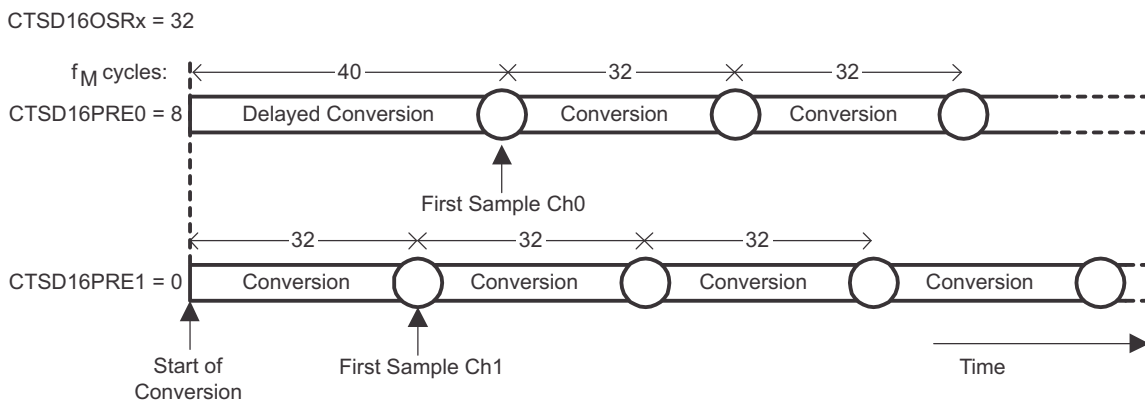 CTSD16OSRx = 32
f_M cycles:
40
32
32
CTSD16PRE0 = 8
Delayed Conversion
Conversion
Conversion
First Sample Ch0
32
32
32
CTSD16PRE1 = 0
Conversion
Conversion
Conversion
Conversion
Start of
Conversion
First Sample Ch1
Time